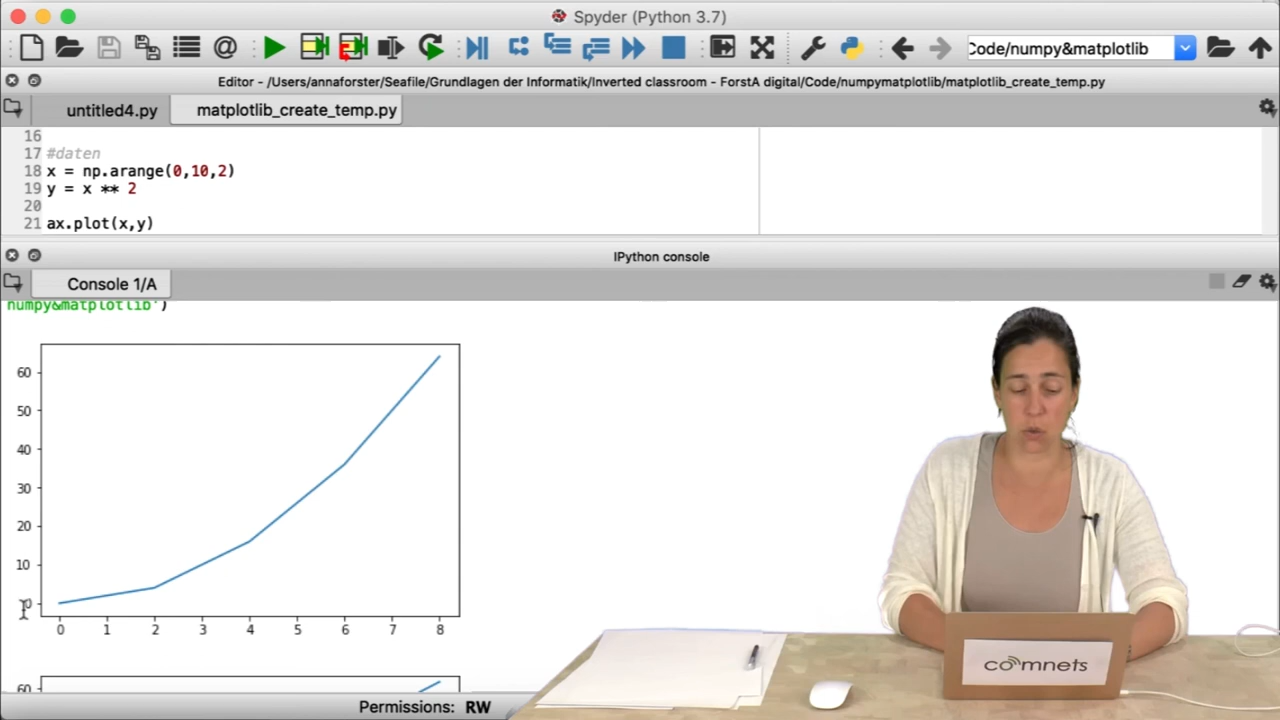 Spyder (Python 3.7)
Code/numpy&matplotlib
Editor - /Users/annaforster/Seafile/Grundlagen der Informatik/Inverted classroom - ForstA digital/Code/numpymatplotlib/matplotlib_create_temp.py
untitled4.py
matplotlib_create_temp.py
16
17 #daten
18 x = np.arange(0,10,2)
19 y = x ** 2
20
21 ax.plot(x,y)
IPython console
Console 1/A
numpy&matplotlib')
60
50
40
30
20
10
0
0 1 2 3 4 5 6 7 8
60
comnets
Permissions: RW